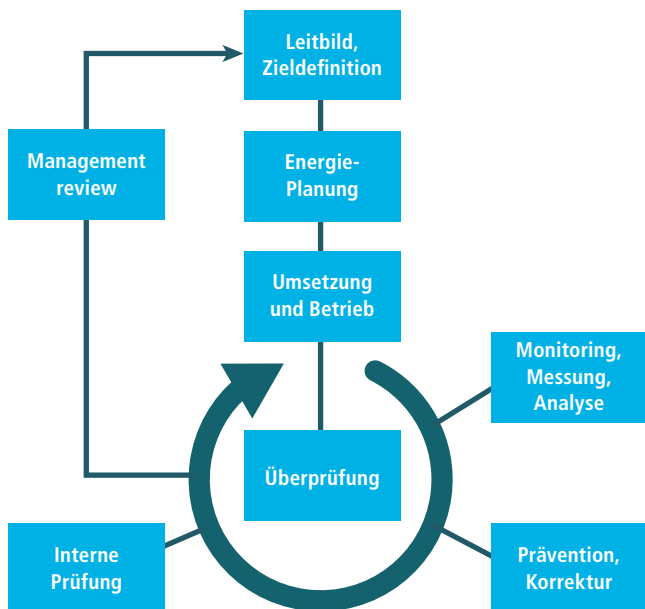 Leitbild,
Zieldefinition
Management
review
Energie-
Planung
Umsetzung
und Betrieb
Monitoring,
Messung,
Analyse
Überprüfung
Interne
Prüfung
Prävention,
Korrektur